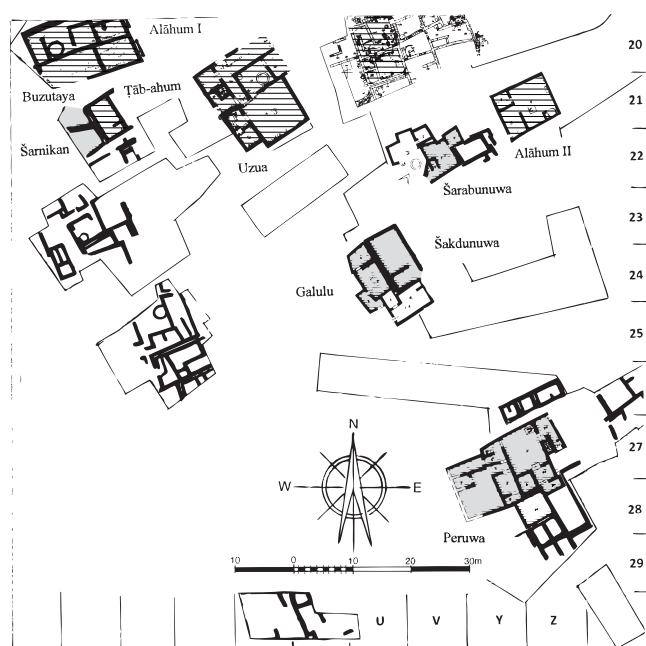 Alāhum I
20
Buzutaya
Ṭāb-ahum
21
Šarnikan
Uzua
Alāhum II
22
Šarabunuwa
23
Šakdunuwa
24
Galulu
25
N
27
W
E
28
Peruwa
10
0
10
20
30m
29
U
V
Y
Z